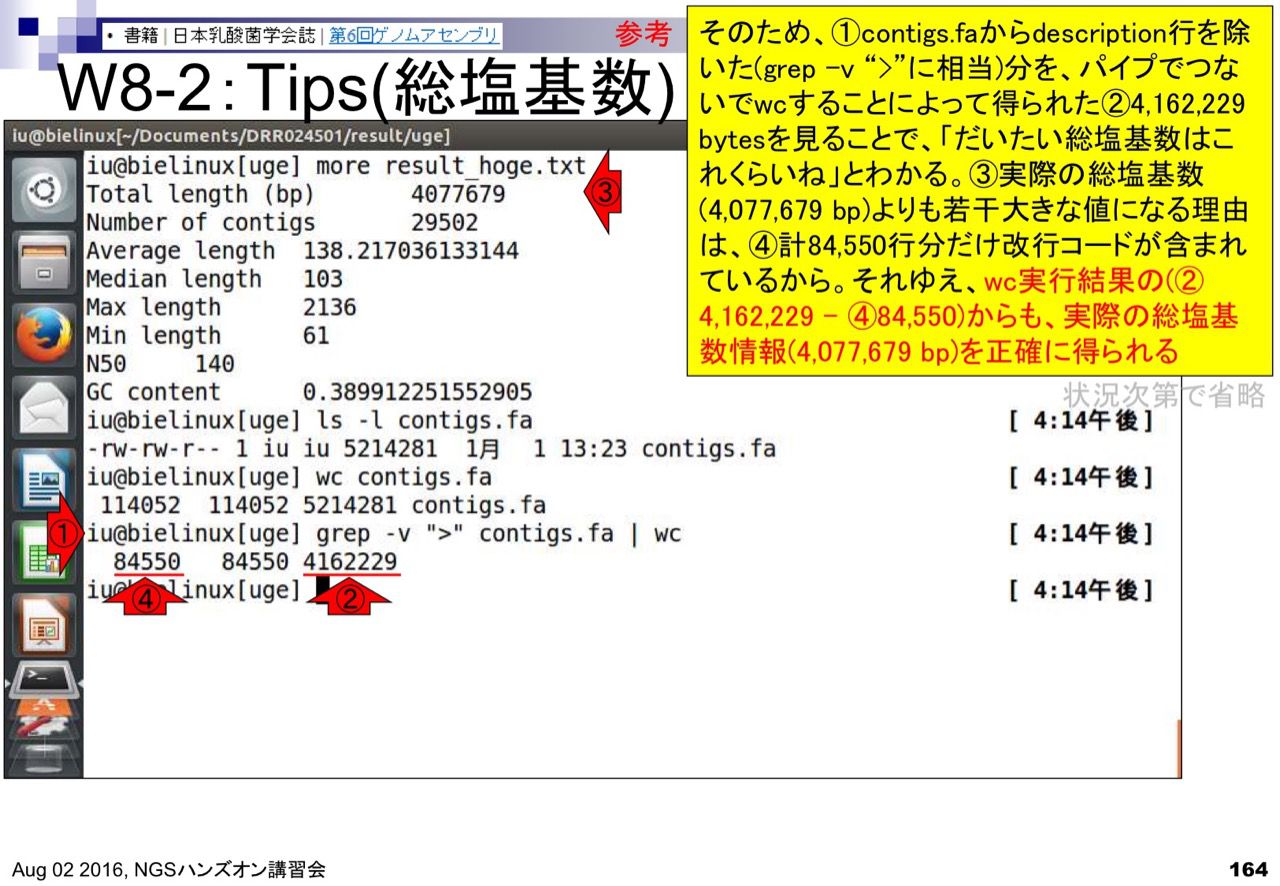 ・ 書籍 | 日本乳酸菌学会誌 | 第6回ゲノムアセンブリ
参考
W8-2：Tips(総塩基数)
そのため、①contigs.faからdescription行を除
いた(grep –v “>”に相当)分を、パイプでつな
いでwcすることによって得られた②4,162,229
bytesを見ることで、「だいたい総塩基数はこ
れくらいね」とわかる。③実際の総塩基数
(4,077,679 bp)よりも若干大きな値になる理由
は、④計84,550行分だけ改行コードが含まれ
ているから。それゆえ、wc実行結果の(②
4,162,229 – ④84,550)からも、実際の総塩基
数情報(4,077,679 bp)を正確に得られる
状況次第で省略
iu@bielinux[~/Documents/DRR024501/result/uge]
iu@bielinux[uge] more result_hoge.txt
③
Total length (bp) 4077679
Number of contigs 29502
Average length 138.217036133144
Median length 103
Max length 2136
Min length 61
N50 140
GC content 0.389912251552905
iu@bielinux[uge] ls -l contigs.fa [ 4:14午後]
-rw-rw-r-- 1 iu iu 5214281 1月 1 13:23 contigs.fa
iu@bielinux[uge] wc contigs.fa [ 4:14午後]
114052 114052 5214281 contigs.fa
① iu@bielinux[uge] grep -v ">" contigs.fa | wc [ 4:14午後]
84550 84550 4162229
iu@bielinux[uge] [ 4:14午後]
④ ②
Aug 02 2016, NGSハンズオン講習会
164